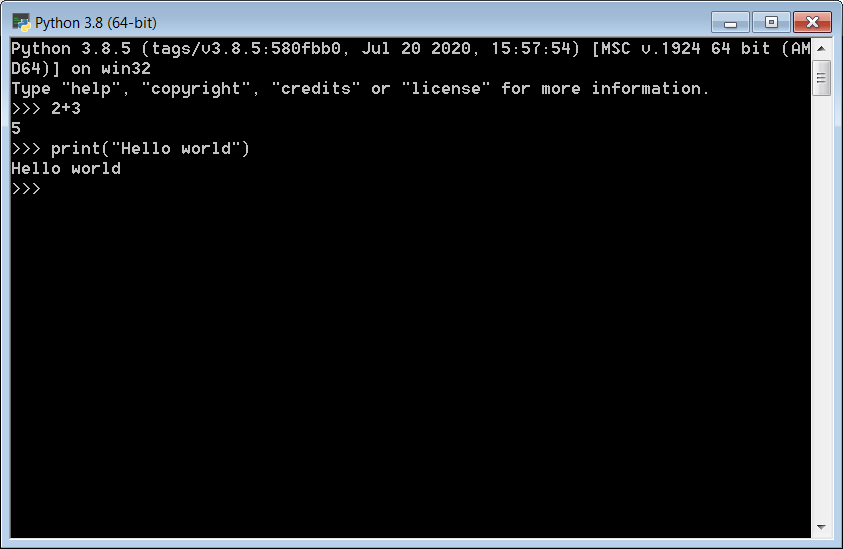 Python 3.8 (64-bit)
Python 3.8.5 (tags/v3.8.5:580fbb0, Jul 20 2020, 15:57:54) [MSC v.1924 64 bit (AM
D64)] on win32
Type "help", "copyright", "credits" or "license" for more information.
>>> 2+3
5
>>> print("Hello world")
Hello world
>>>